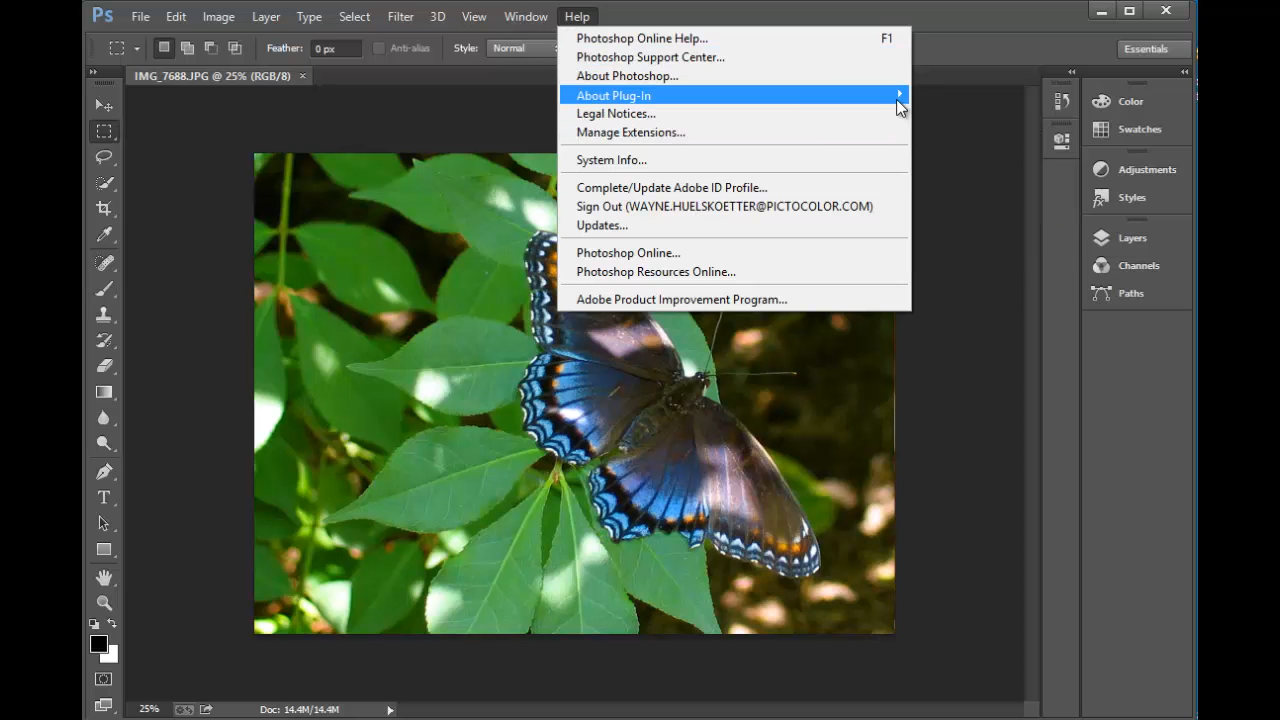 Ps File Edit Image Layer Type Select Filter 3D View Window Help
Feather: 0 px Anti-alias Style: Normal Essentials
IMG_7688.JPG @ 25% (RGB/8) ×
Photoshop Online Help... F1
Photoshop Support Center...
About Photoshop...
About Plug-In
Legal Notices...
Manage Extensions...
System Info...
Complete/Update Adobe ID Profile...
Sign Out (WAYNE.HUELSKOETTER@PICTOCOLOR.COM)
Updates...
Photoshop Online...
Photoshop Resources Online...
Adobe Product Improvement Program...
Color
Swatches
Adjustments
Styles
Layers
Channels
Paths
25% Doc: 14.4M/14.4M